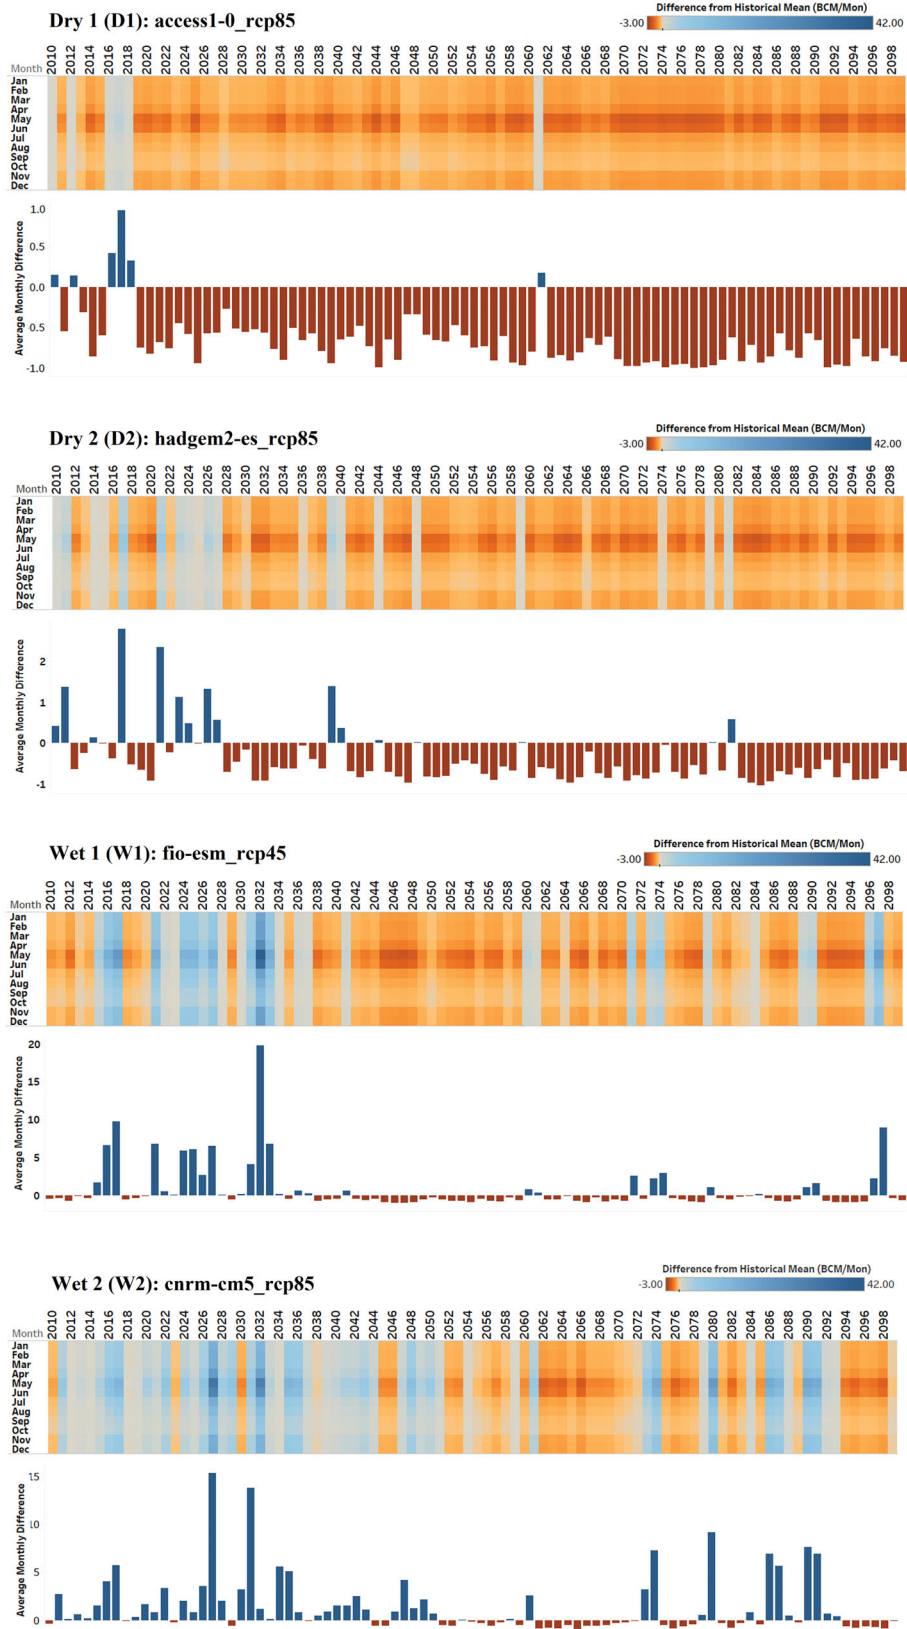 Dry 1 (D1): access1-0_rcp85
Difference from Historical Mean (BCM/Mon)
-3.00 42.00
2010 2012 2014 2016 2018 2020 2022 2024 2026 2028 2030 2032 2034 2036 2038 2040 2042 2044 2046 2048 2050 2052 2054 2056 2058 2060 2062 2064 2066 2068 2070 2072 2074 2076 2078 2080 2082 2084 2086 2088 2090 2092 2094 2096 2098
Month
Jan
Feb
Mar
Apr
May
Jun
Jul
Aug
Sep
Oct
Nov
Dec
Average Monthly Difference
1.0
0.5
0.0
-0.5
-1.0
Dry 2 (D2): hadgem2-es_rcp85
Difference from Historical Mean (BCM/Mon)
-3.00 42.00
2010 2012 2014 2016 2018 2020 2022 2024 2026 2028 2030 2032 2034 2036 2038 2040 2042 2044 2046 2048 2050 2052 2054 2056 2058 2060 2062 2064 2066 2068 2070 2072 2074 2076 2078 2080 2082 2084 2086 2088 2090 2092 2094 2096 2098
Month
Jan
Feb
Mar
Apr
May
Jun
Jul
Aug
Sep
Oct
Nov
Dec
Average Monthly Difference
2
1
0
-1
Wet 1 (W1): fio-esm_rcp45
Difference from Historical Mean (BCM/Mon)
-3.00 42.00
2010 2012 2014 2016 2018 2020 2022 2024 2026 2028 2030 2032 2034 2036 2038 2040 2042 2044 2046 2048 2050 2052 2054 2056 2058 2060 2062 2064 2066 2068 2070 2072 2074 2076 2078 2080 2082 2084 2086 2088 2090 2092 2094 2096 2098
Month
Jan
Feb
Mar
Apr
May
Jun
Jul
Aug
Sep
Oct
Nov
Dec
Average Monthly Difference
20
15
10
5
0
Wet 2 (W2): cnrm-cm5_rcp85
Difference from Historical Mean (BCM/Mon)
-3.00 42.00
2010 2012 2014 2016 2018 2020 2022 2024 2026 2028 2030 2032 2034 2036 2038 2040 2042 2044 2046 2048 2050 2052 2054 2056 2058 2060 2062 2064 2066 2068 2070 2072 2074 2076 2078 2080 2082 2084 2086 2088 2090 2092 2094 2096 2098
Month
Jan
Feb
Mar
Apr
May
Jun
Jul
Aug
Sep
Oct
Nov
Dec
Average Monthly Difference
15
10
5
0